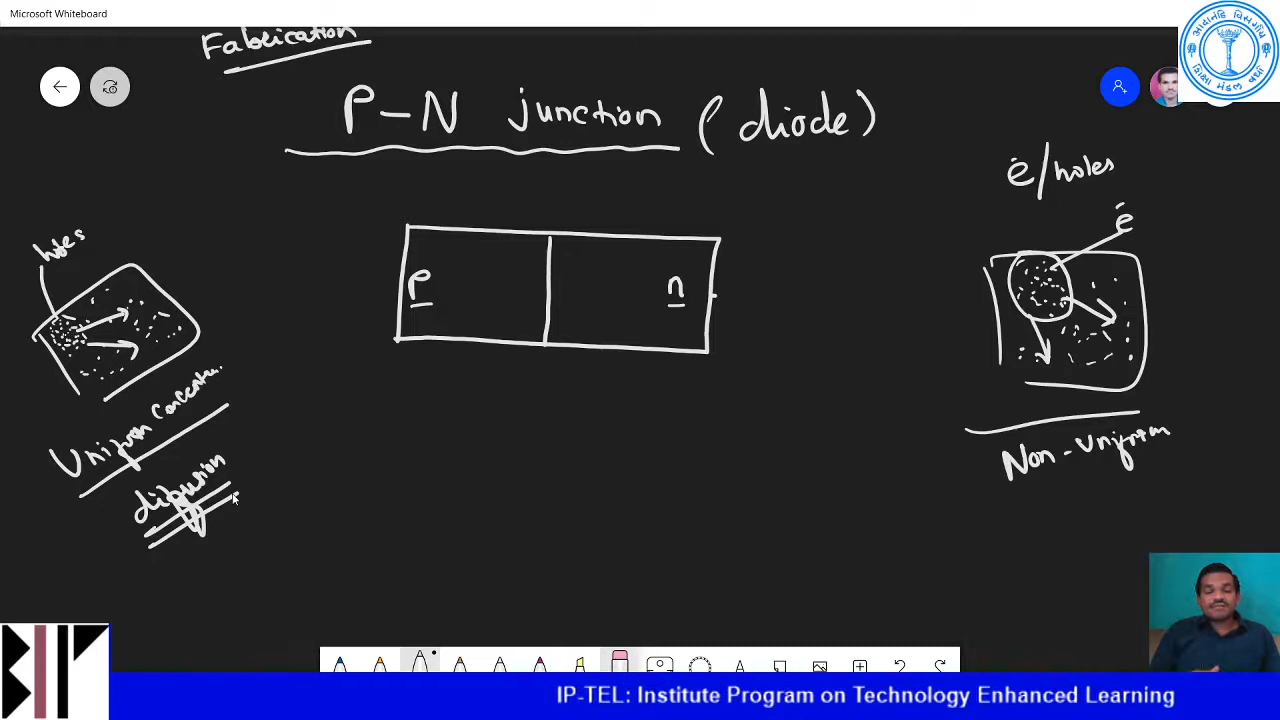 Microsoft Whiteboard
Fabrication
P-N junction (diode)
e/holes
e
holes
p
n
Uniform Concentra..
diffusion
Non-Uniform
IP-TEL: Institute Program on Technology Enhanced Learning